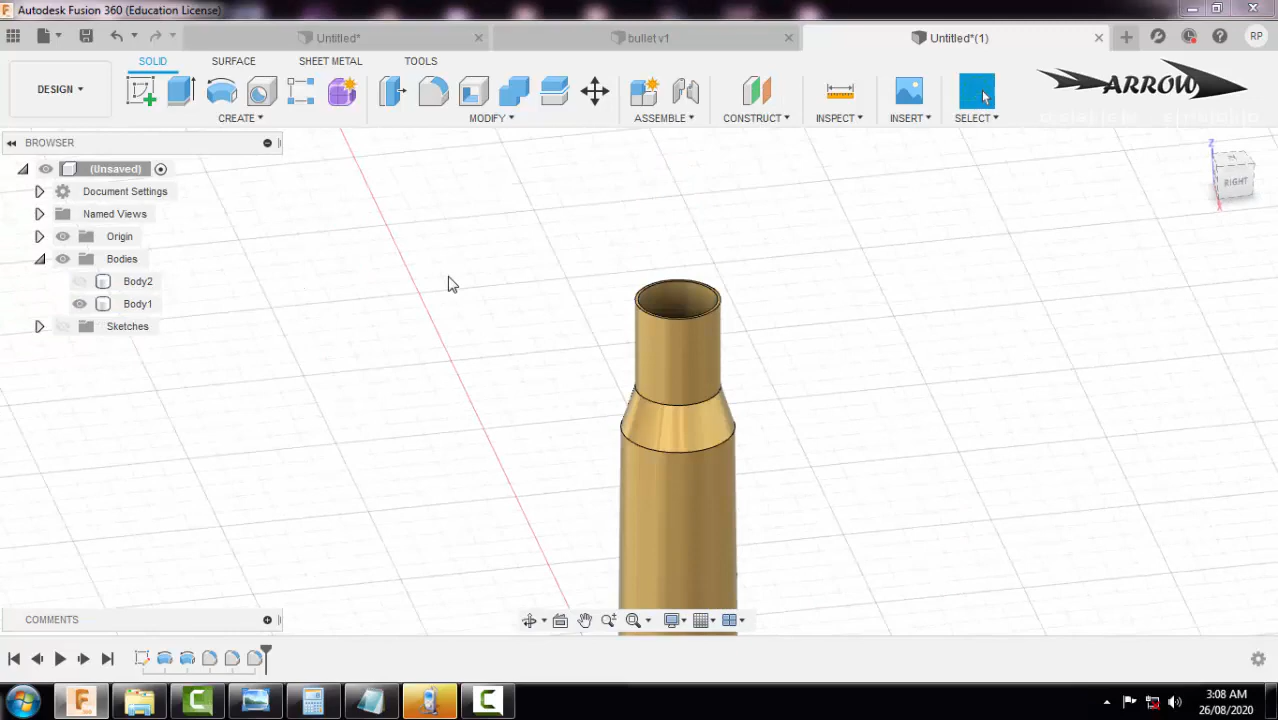 Autodesk Fusion 360 (Education License)
Untitled*
bullet v1
Untitled*(1)
RP
DESIGN
SOLID
SURFACE
SHEET METAL
TOOLS
CREATE
MODIFY
ASSEMBLE
CONSTRUCT
INSPECT
INSERT
SELECT
ARROW
BROWSER
(Unsaved)
Document Settings
Named Views
Origin
Bodies
Body2
Body1
Sketches
Z
RIGHT
COMMENTS
3:08 AM
26/08/2020